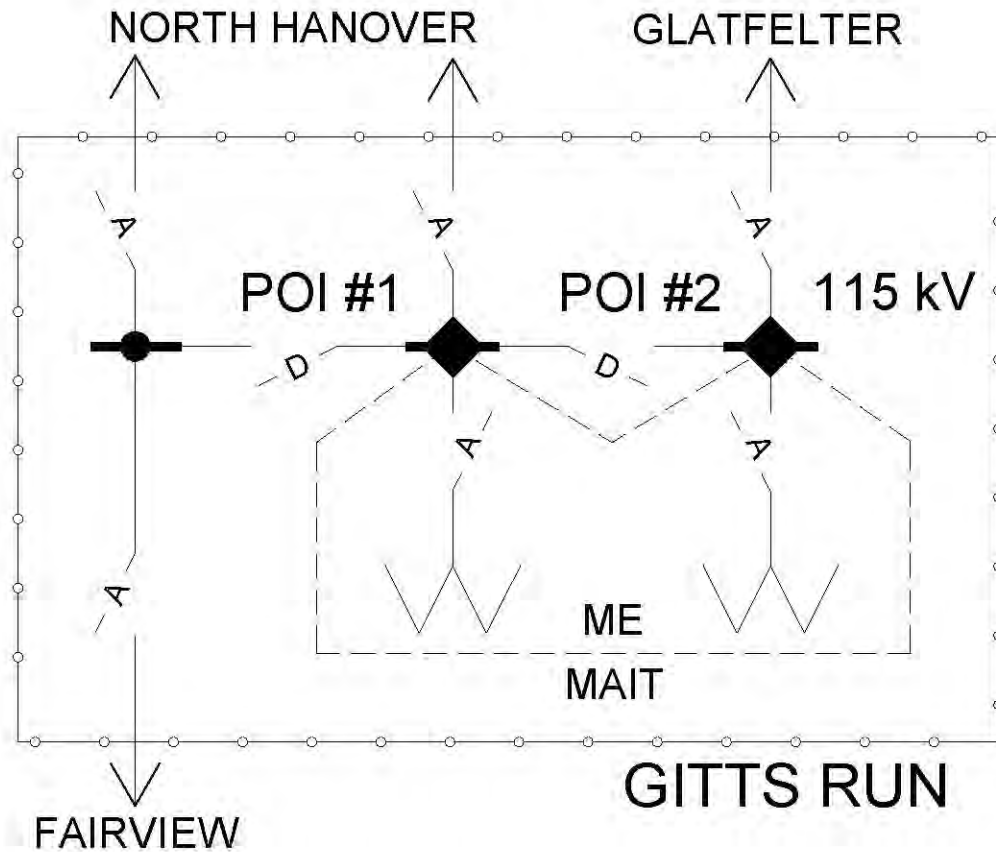 NORTH HANOVER
GLATFELTER
A
A
A
POI #1
POI #2
115 kV
D
D
A
A
A
ME
MAIT
GITTS RUN
FAIRVIEW